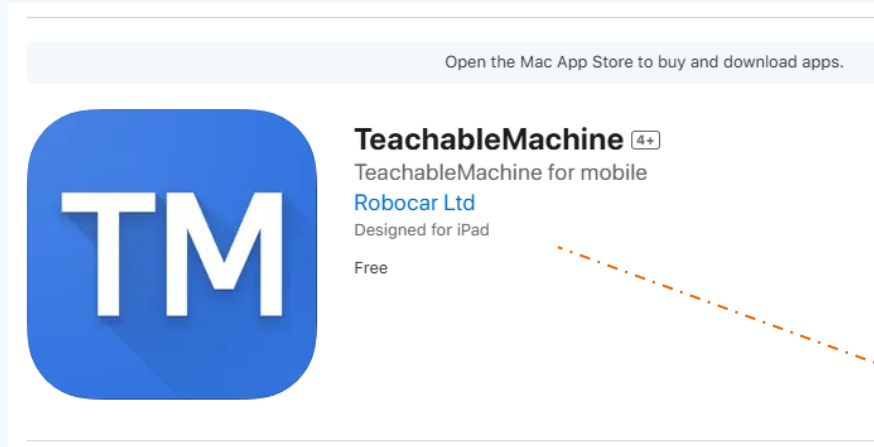 Open the Mac App Store to buy and download apps.
TM
TeachableMachine 4+
TeachableMachine for mobile
Robocar Ltd
Designed for iPad
Free